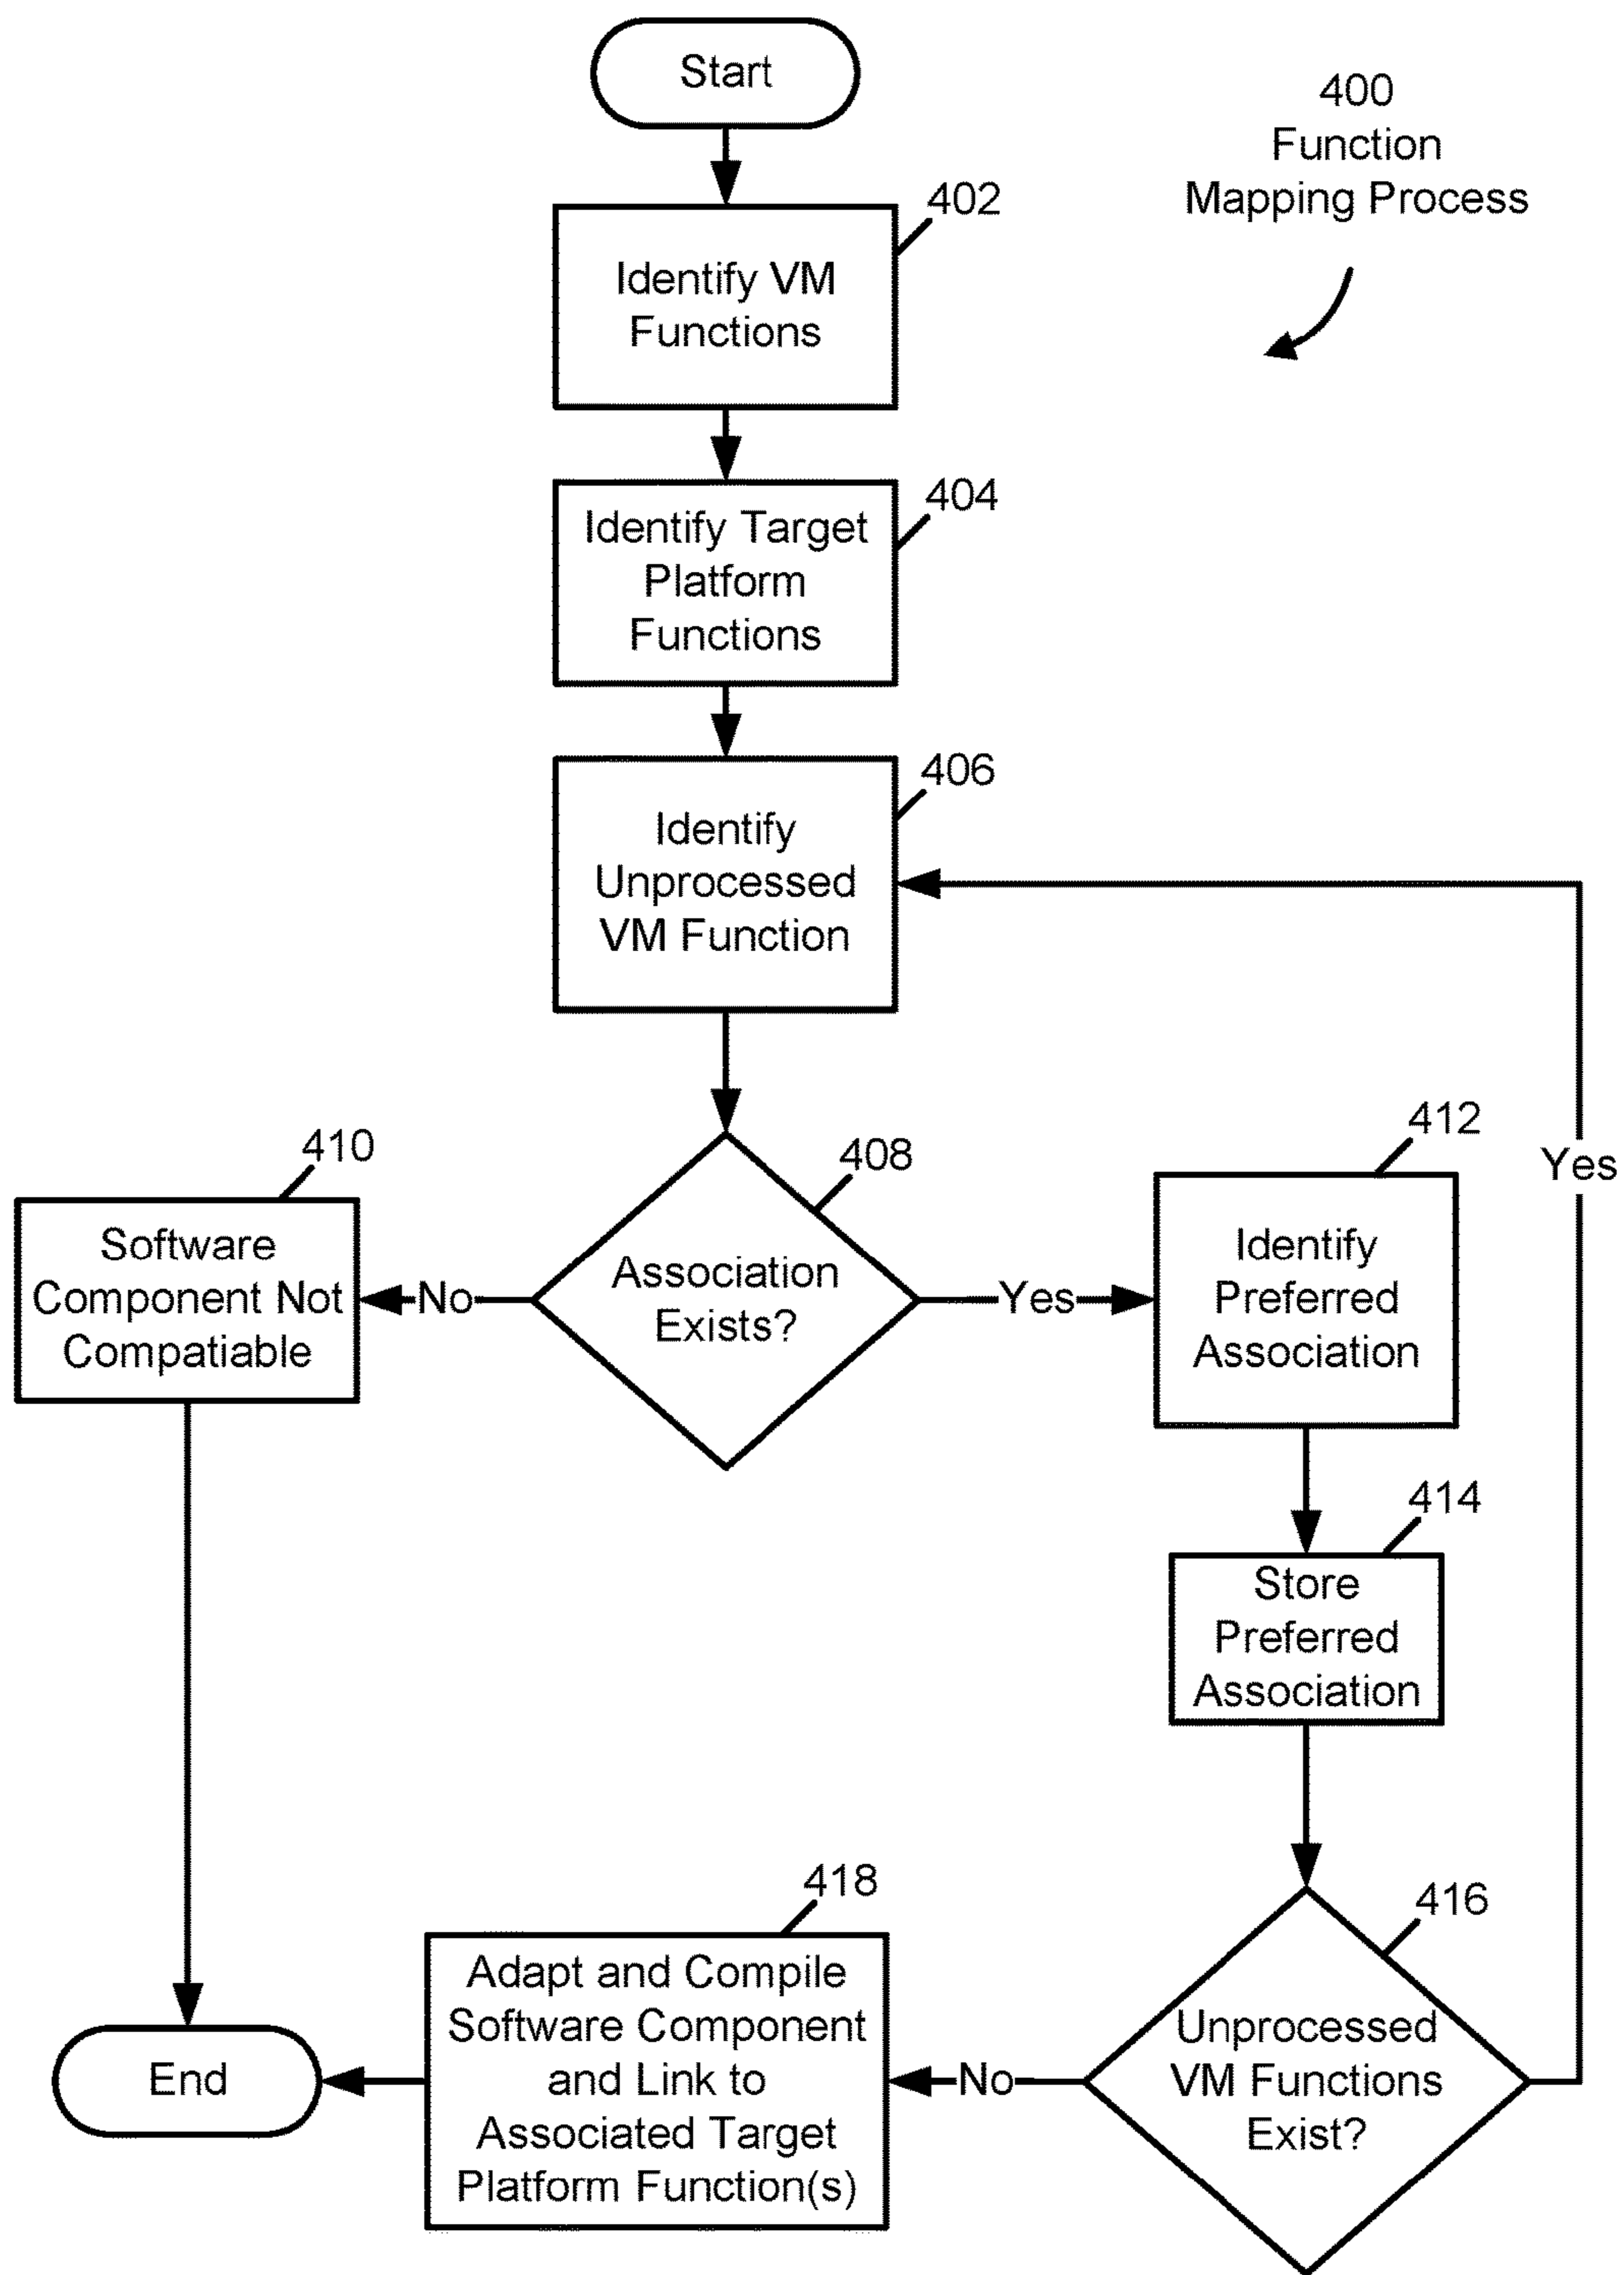 Start
400
Function
Mapping Process
402
Identify VM
Functions
404
Identify Target
Platform
Functions
406
Identify
Unprocessed
VM Function
408
Association
Exists?
410
Software
Component Not
Compatiable
No
Yes
412
Identify
Preferred
Association
Yes
414
Store
Preferred
Association
416
Unprocessed
VM Functions
Exist?
No
418
Adapt and Compile
Software Component
and Link to
Associated Target
Platform Function(s)
End